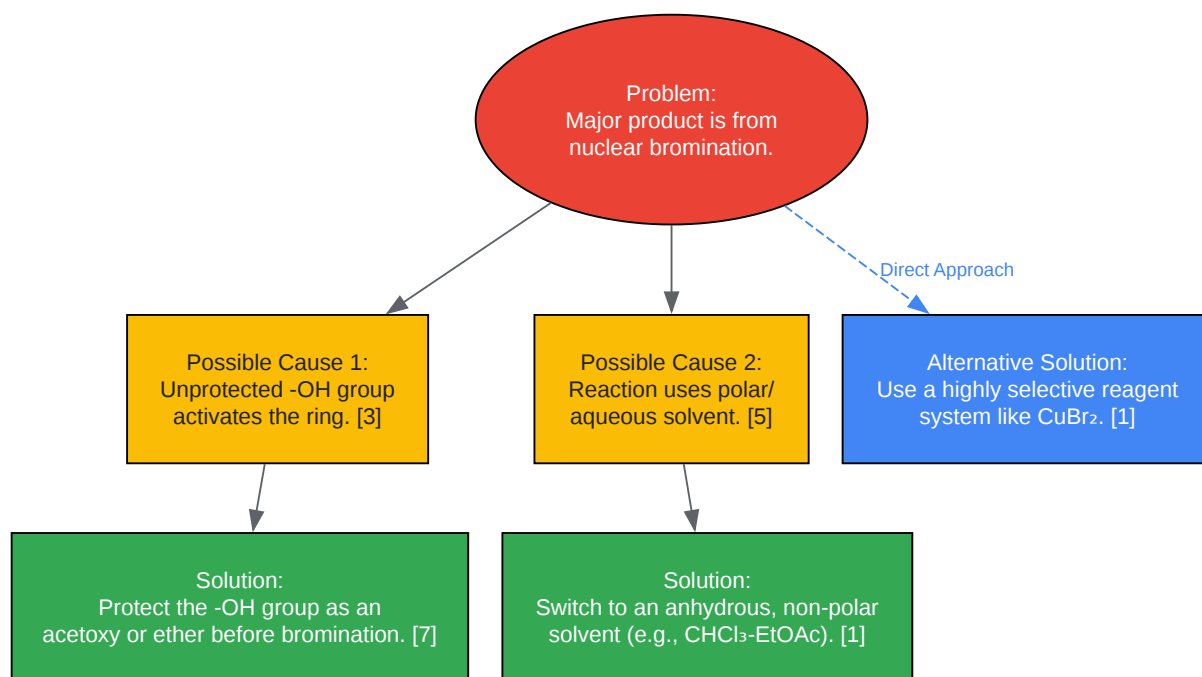 Problem:
Major product is from
nuclear bromination.
Direct Approach
Possible Cause 1:
Unprotected -OH group
activates the ring. [3]
Possible Cause 2:
Reaction uses polar/
aqueous solvent. [5]
Alternative Solution:
Use a highly selective reagent
system like CuBr₂. [1]
Solution:
Protect the -OH group as an
acetoxy or ether before bromination. [7]
Solution:
Switch to an anhydrous, non-polar
solvent (e.g., CHCl₃-EtOAc). [1]